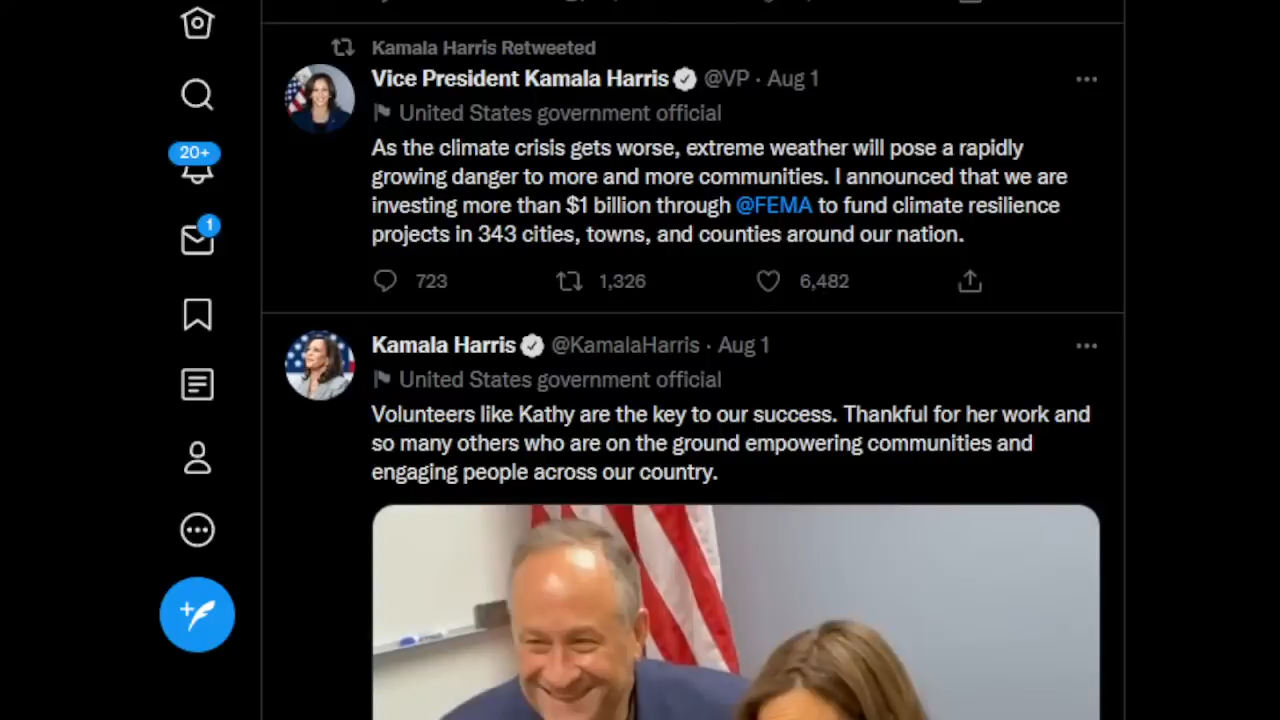 Kamala Harris Retweeted
Vice President Kamala Harris @VP · Aug 1
United States government official
As the climate crisis gets worse, extreme weather will pose a rapidly
growing danger to more and more communities. I announced that we are
investing more than $1 billion through @FEMA to fund climate resilience
projects in 343 cities, towns, and counties around our nation.
723 1,326 6,482
20+
1
Kamala Harris @KamalaHarris · Aug 1
United States government official
Volunteers like Kathy are the key to our success. Thankful for her work and
so many others who are on the ground empowering communities and
engaging people across our country.